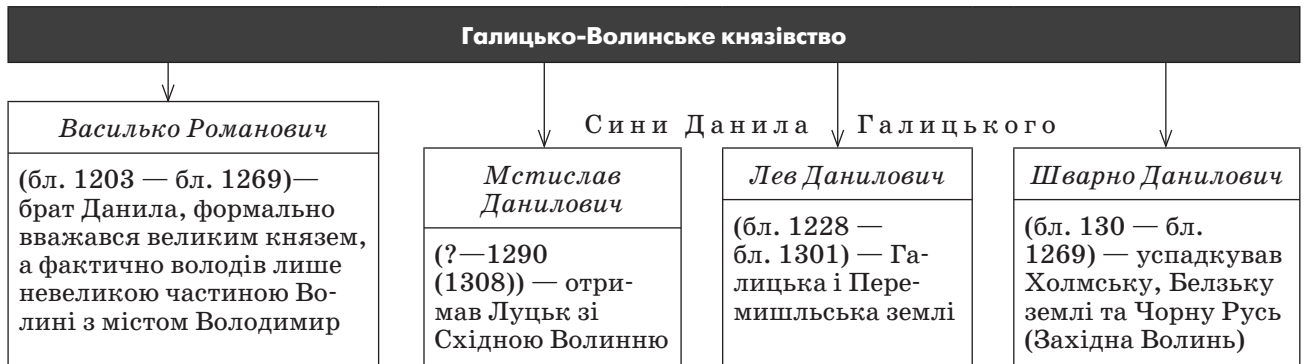 Галицько-Волинське князівство
Василько Романович
(бл. 1203 — бл. 1269)—
брат Данила, формально
вважався великим князем,
а фактично володів лише
невеликою частиною Во-
лині з містом Володимир
Сини Данила Галицького
Мстислав
Данилович
(?—1290
(1308)) — отри-
мав Луцьк зі
Східною Волинню
Лев Данилович
(бл. 1228 —
бл. 1301) — Га-
лицька і Пере-
мишльська землі
Шварно Данилович
(бл. 130 — бл.
1269) — успадкував
Холмську, Белзьку
землі та Чорну Русь
(Західна Волинь)